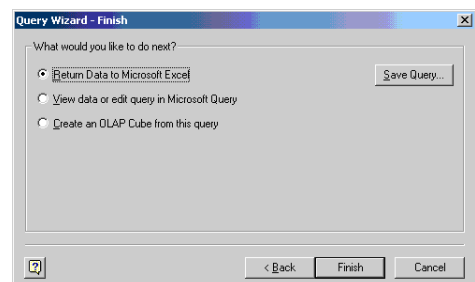 Query Wizard - Finish
What would you like to do next?
Return Data to Microsoft Excel
Save Query...
View data or edit query in Microsoft Query
Create an OLAP Cube from this query
< Back
Finish
Cancel